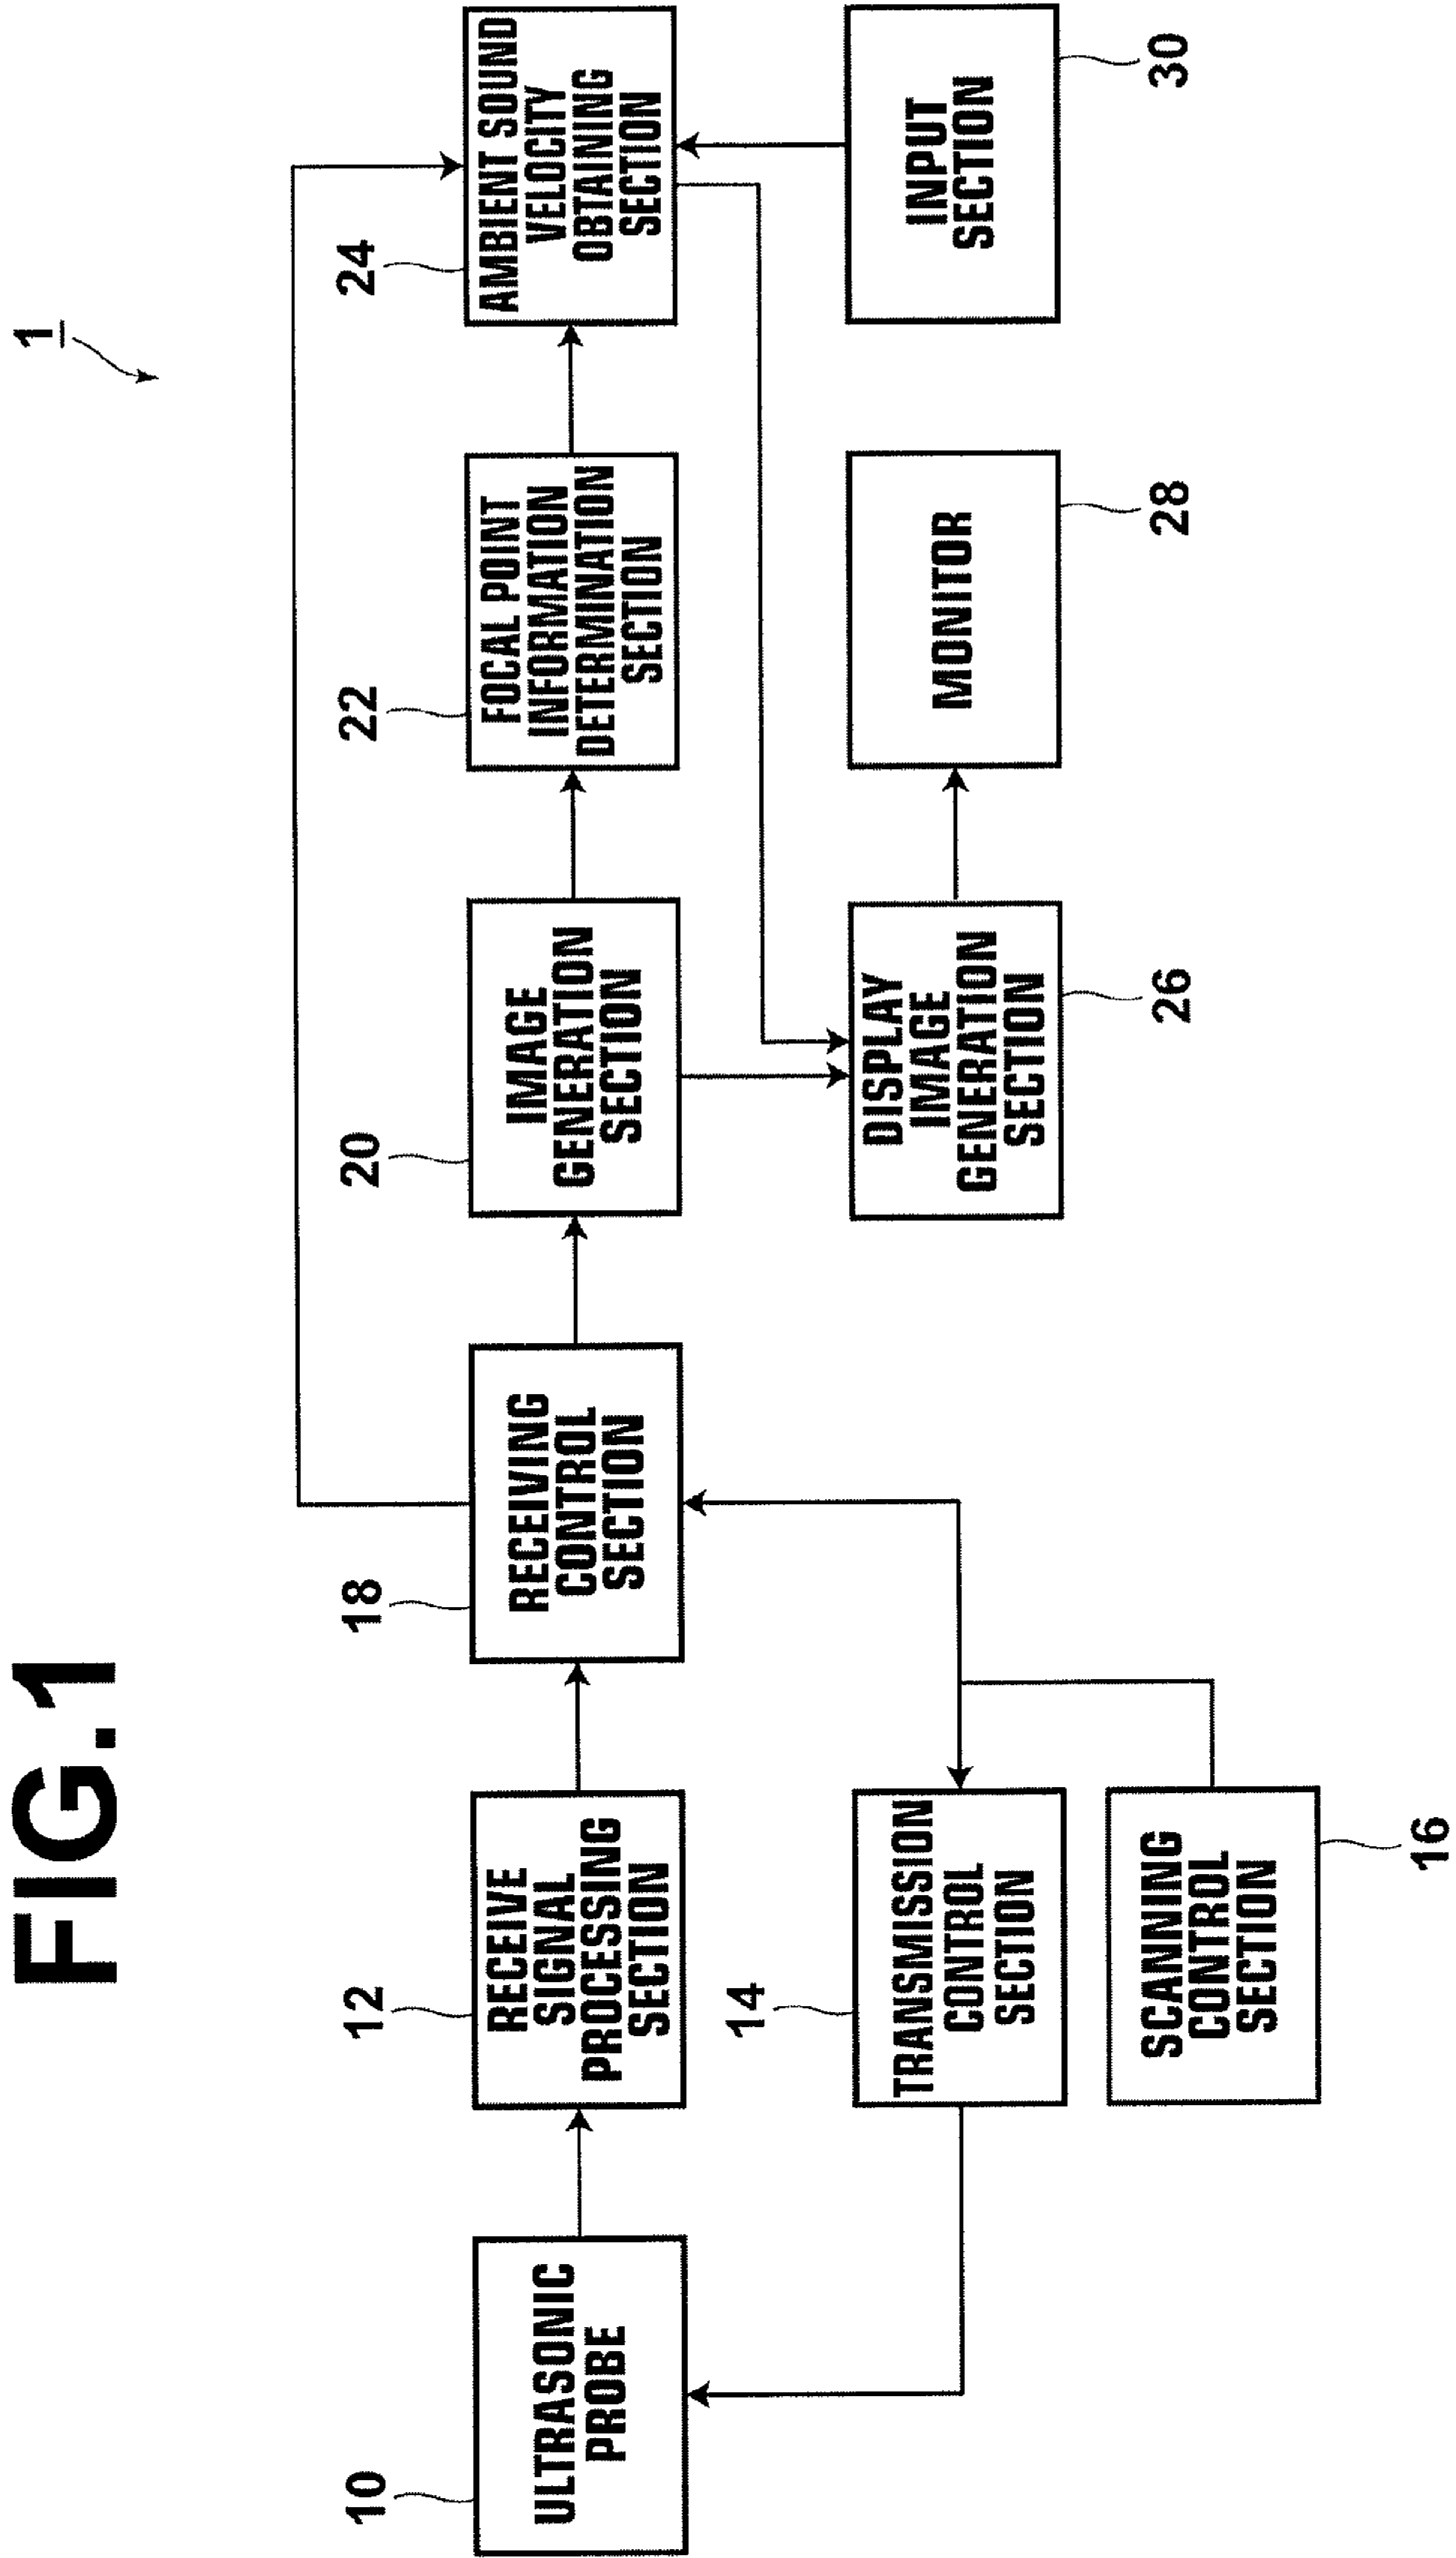 FIG.1
1
10
ULTRASONIC
PROBE
12
RECEIVE
SIGNAL
PROCESSING
SECTION
18
RECEIVING
CONTROL
SECTION
20
IMAGE
GENERATION
SECTION
22
FOCAL POINT
INFORMATION
DETERMINATION
SECTION
24
AMBIENT SOUND
VELOCITY
OBTAINING
SECTION
14
TRANSMISSION
CONTROL
SECTION
DISPLAY
IMAGE
GENERATION
SECTION
26
MONITOR
28
INPUT
SECTION
30
SCANNING
CONTROL
SECTION
16